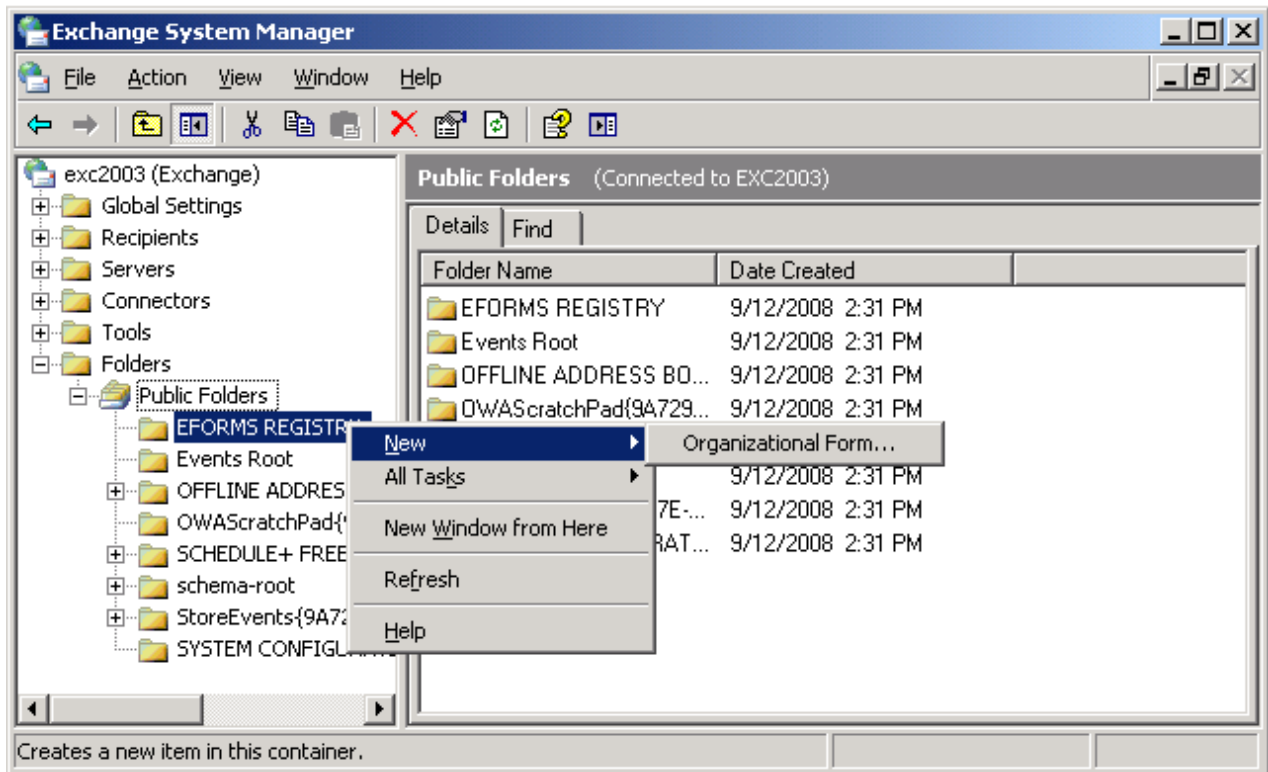 Exchange System Manager
File Action View Window Help
exc2003 (Exchange)
Global Settings
Recipients
Servers
Connectors
Tools
Folders
Public Folders
EFORMS REGISTR
Events Root
OFFLINE ADDRES
OWAScratchPad{
SCHEDULE+ FREE
schema-root
StoreEvents{9A72
SYSTEM
Public Folders (Connected to EXC2003)
Details Find
Folder Name Date Created
EFORMS REGISTRY 9/12/2008 2:31 PM
Events Root 9/12/2008 2:31 PM
OFFLINE ADDRESS BO... 9/12/2008 2:31 PM
OWAScratchPad{9A729... 9/12/2008 2:31 PM
9/12/2008 2:31 PM
7E-... 9/12/2008 2:31 PM
RAT... 9/12/2008 2:31 PM
New
All Tasks
New Window from Here
Refresh
Help
Organizational Form...
Creates a new item in this container.